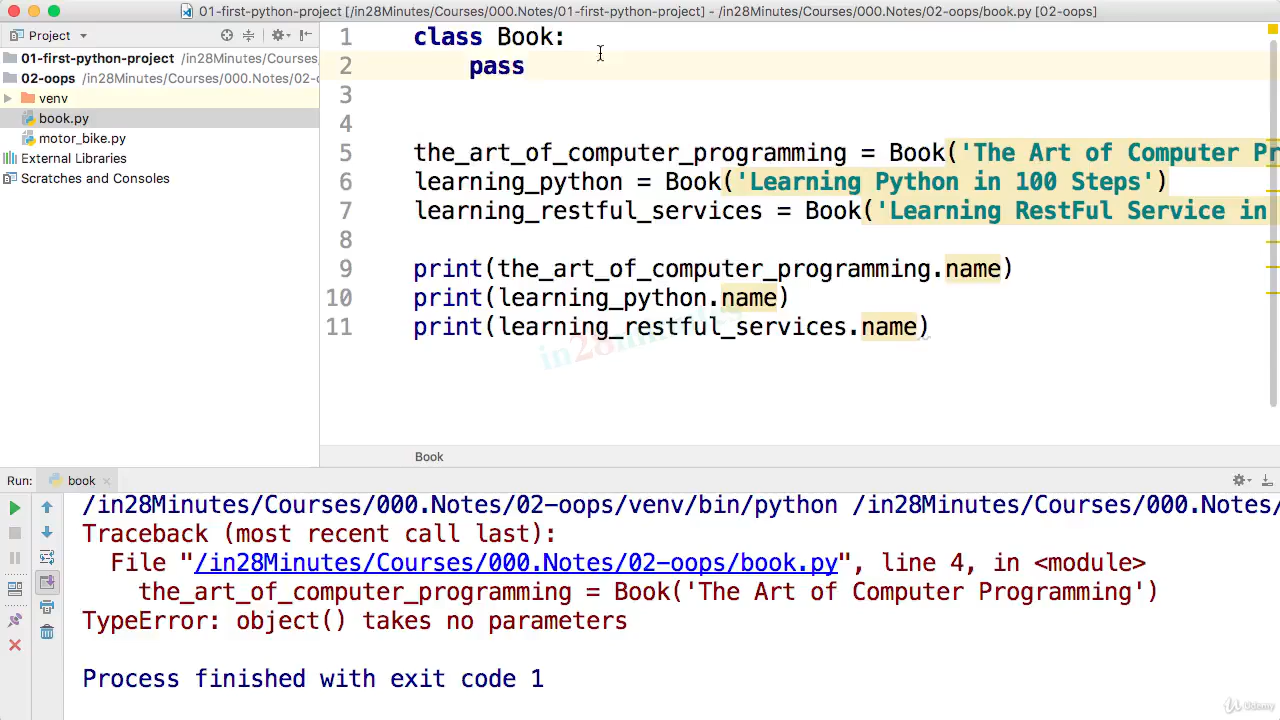 01-first-python-project [/in28Minutes/Courses/000.Notes/01-first-python-project] - /in28Minutes/Courses/000.Notes/02-oops/book.py [02-oops]
Project
01-first-python-project /in28Minutes/Courses/000.Notes
02-oops /in28Minutes/Courses/000.Notes/02-o
venv
book.py
motor_bike.py
External Libraries
Scratches and Consoles
1 class Book:
2 pass
3
4
5 the_art_of_computer_programming = Book('The Art of Computer Pr
6 learning_python = Book('Learning Python in 100 Steps')
7 learning_restful_services = Book('Learning RestFul Service in
8
9 print(the_art_of_computer_programming.name)
10 print(learning_python.name)
11 print(learning_restful_services.name)
in28minutes
Book
Run: book
/in28Minutes/Courses/000.Notes/02-oops/venv/bin/python /in28Minutes/Courses/000.Notes/
Traceback (most recent call last):
File "/in28Minutes/Courses/000.Notes/02-oops/book.py", line 4, in <module>
the_art_of_computer_programming = Book('The Art of Computer Programming')
TypeError: object() takes no parameters
Process finished with exit code 1
Udemy